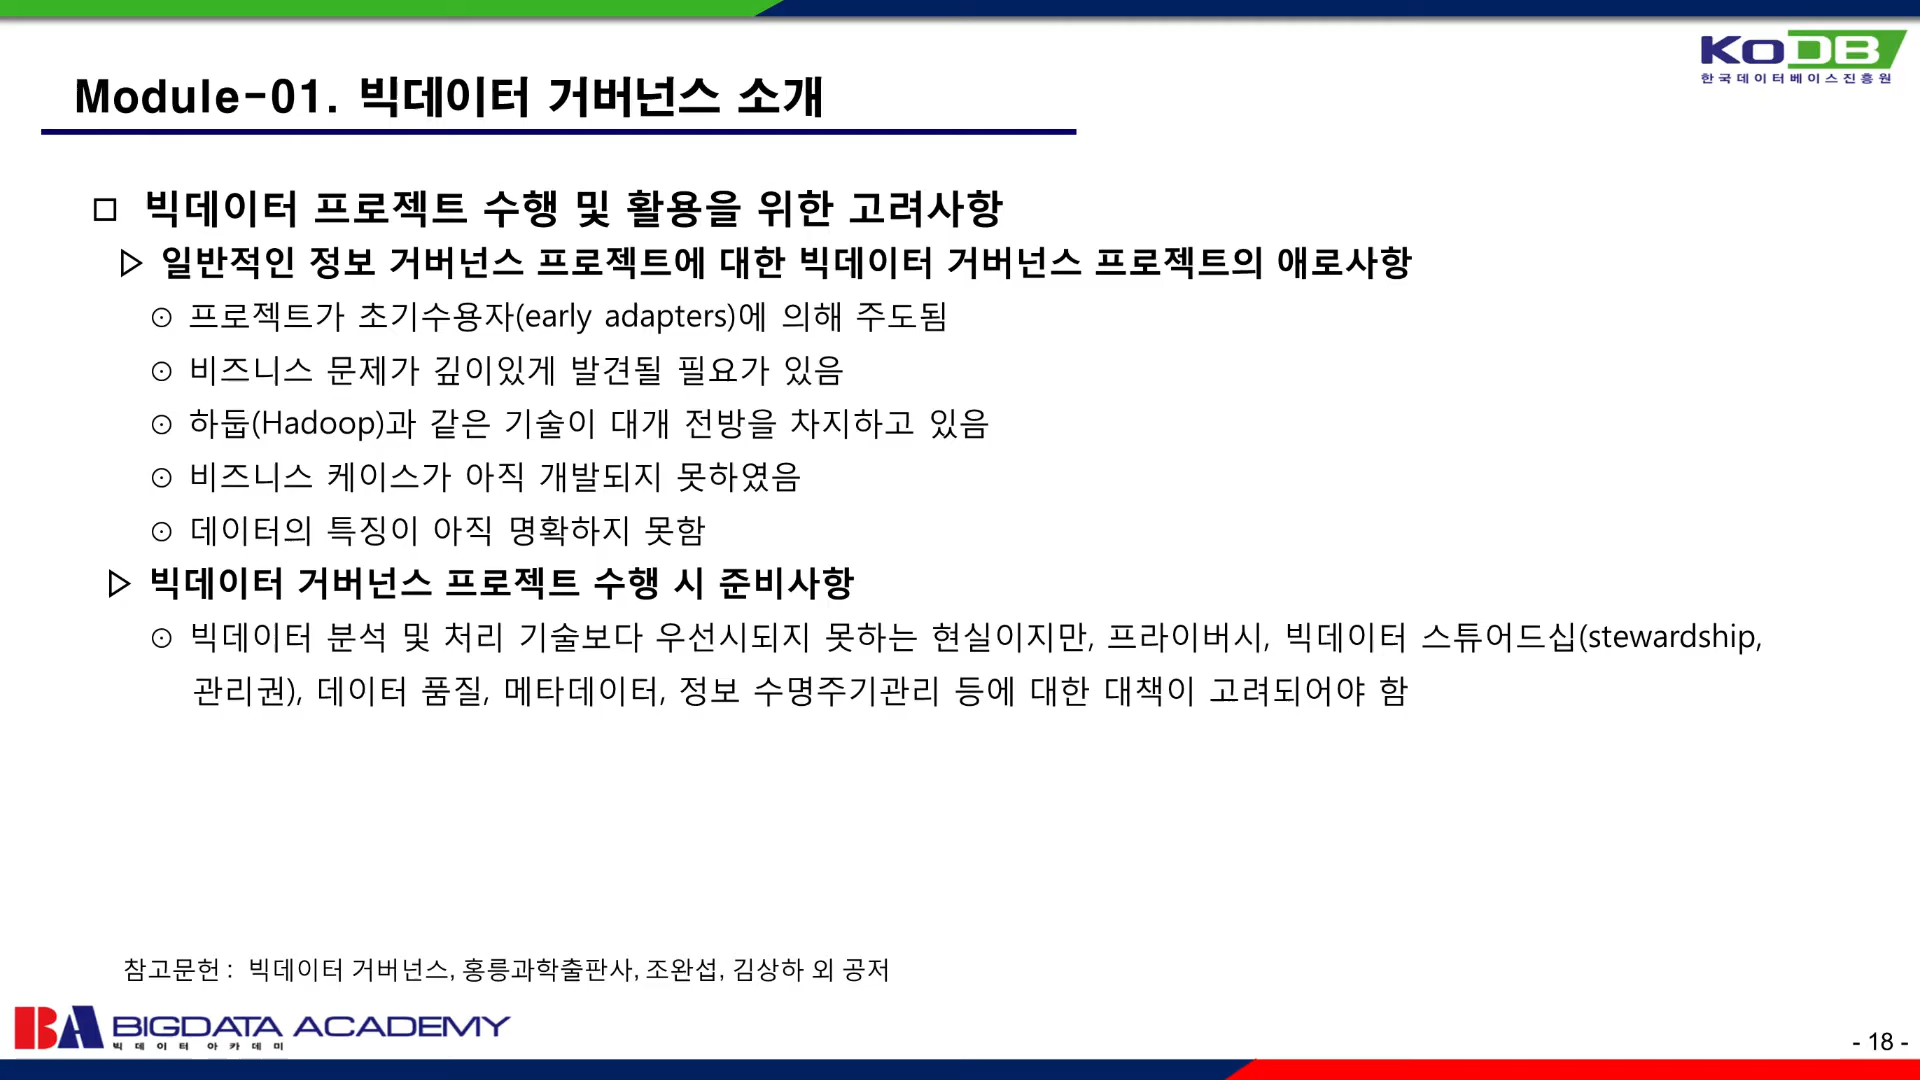 KoDB
한국데이터베이스진흥원
Module-01. 빅데이터 거버넌스 소개
□ 빅데이터 프로젝트 수행 및 활용을 위한 고려사항
▷ 일반적인 정보 거버넌스 프로젝트에 대한 빅데이터 거버넌스 프로젝트의 애로사항
⊙ 프로젝트가 초기수용자(early adapters)에 의해 주도됨
⊙ 비즈니스 문제가 깊이있게 발견될 필요가 있음
⊙ 하둡(Hadoop)과 같은 기술이 대개 전방을 차지하고 있음
⊙ 비즈니스 케이스가 아직 개발되지 못하였음
⊙ 데이터의 특징이 아직 명확하지 못함
▷ 빅데이터 거버넌스 프로젝트 수행 시 준비사항
⊙ 빅데이터 분석 및 처리 기술보다 우선시되지 못하는 현실이지만, 프라이버시, 빅데이터 스튜어드십(stewardship,
관리권), 데이터 품질, 메타데이터, 정보 수명주기관리 등에 대한 대책이 고려되어야 함
참고문헌 : 빅데이터 거버넌스, 홍릉과학출판사, 조완섭, 김상하 외 공저
BA BIGDATA ACADEMY
빅데이터 아카데미
- 18 -